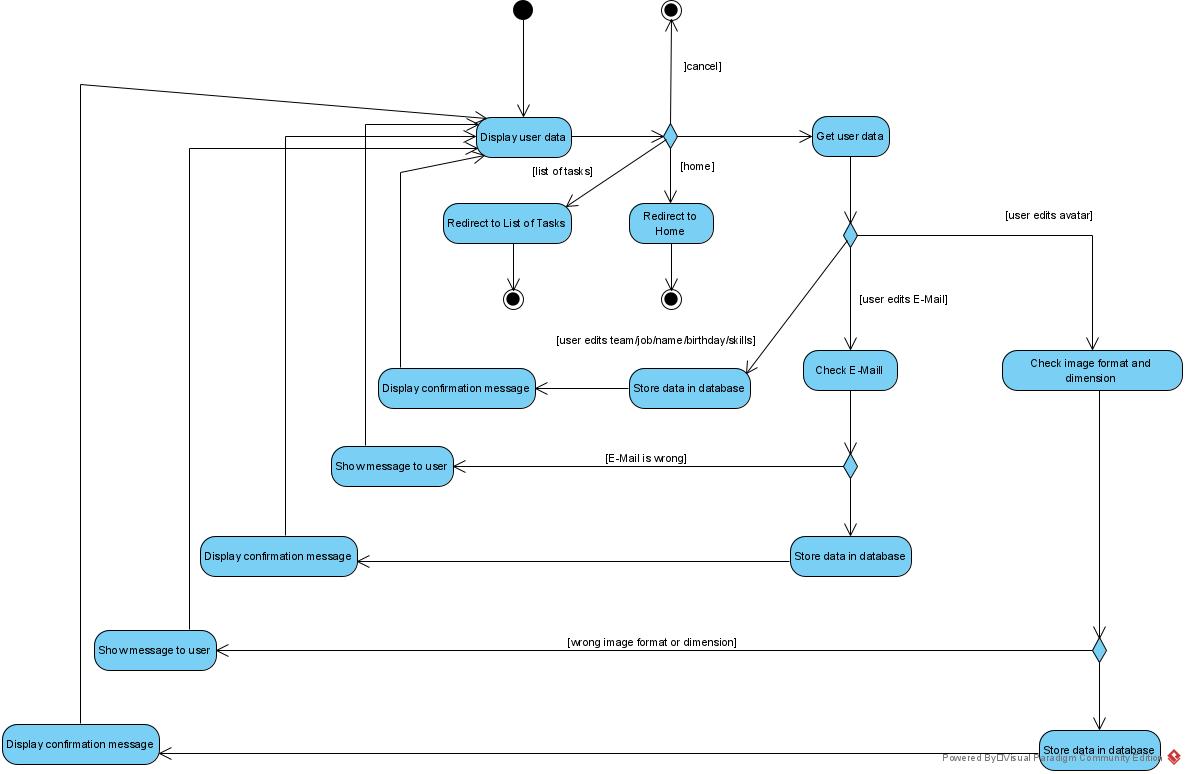 ]cancel]
Display user data
Get user data
[list of tasks]
[home]
Redirect to List of Tasks
Redirect to
Home
[user edits avatar]
[user edits E-Mail]
[user edits team/job/name/birthday/skills]
Check E-Maill
Check image format and
dimension
Display confirmation message
Store data in database
[E-Mail is wrong]
Show message to user
Display confirmation message
Store data in database
[wrong image format or dimension]
Show message to user
Display confirmation message
Store data in database
Powered By Visual Paradigm Community Edition